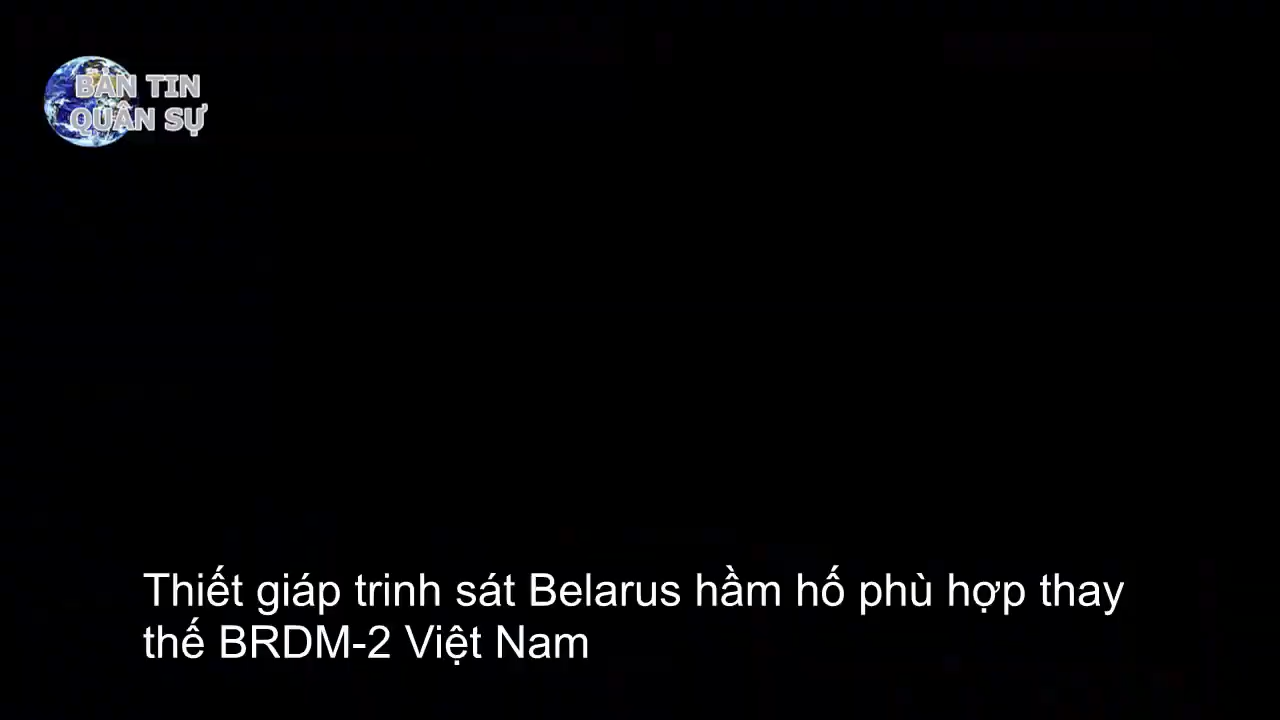 BẢN TIN
QUÂN SỰ
Thiết giáp trinh sát Belarus hầm hố phù hợp thay
thế BRDM-2 Việt Nam